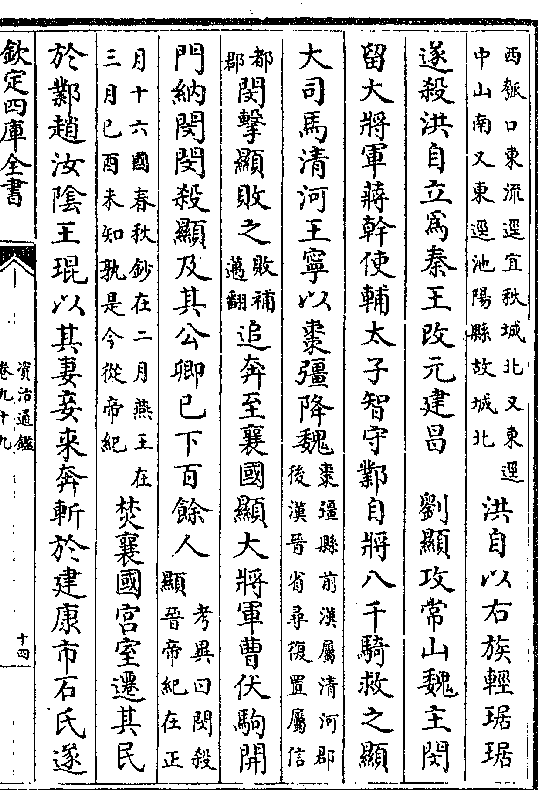 西瓠口東流逕宜秋城北又東逕
中山南又東逕池陽縣故城北
洪自以右族輕琚琚
遂殺洪自立爲秦王改元建昌　劉顯攻常山魏主閔
留大將軍蔣幹使輔太子智守鄴自將八千騎救之顯
大司馬清河王寧以棗彊降魏
棗彊縣前漢屬清河郡
後漢晉省尋復置屬信
都
郡
閔擊顯敗之
敗補
邁翻
追奔至襄國顯大將軍曹伏駒開
門納閔閔殺顯及其公卿已下百餘人
考異曰閔殺
顯晉帝紀在正
月十六國春秋鈔在二月燕王在
三月己酉未知孰是今從帝紀
焚襄國宮室遷其民
於鄴趙汝陰王琨以其妻妾来奔斬於建康市石氏遂
欽定四庫全書
資治通鑑
卷九十九
十四